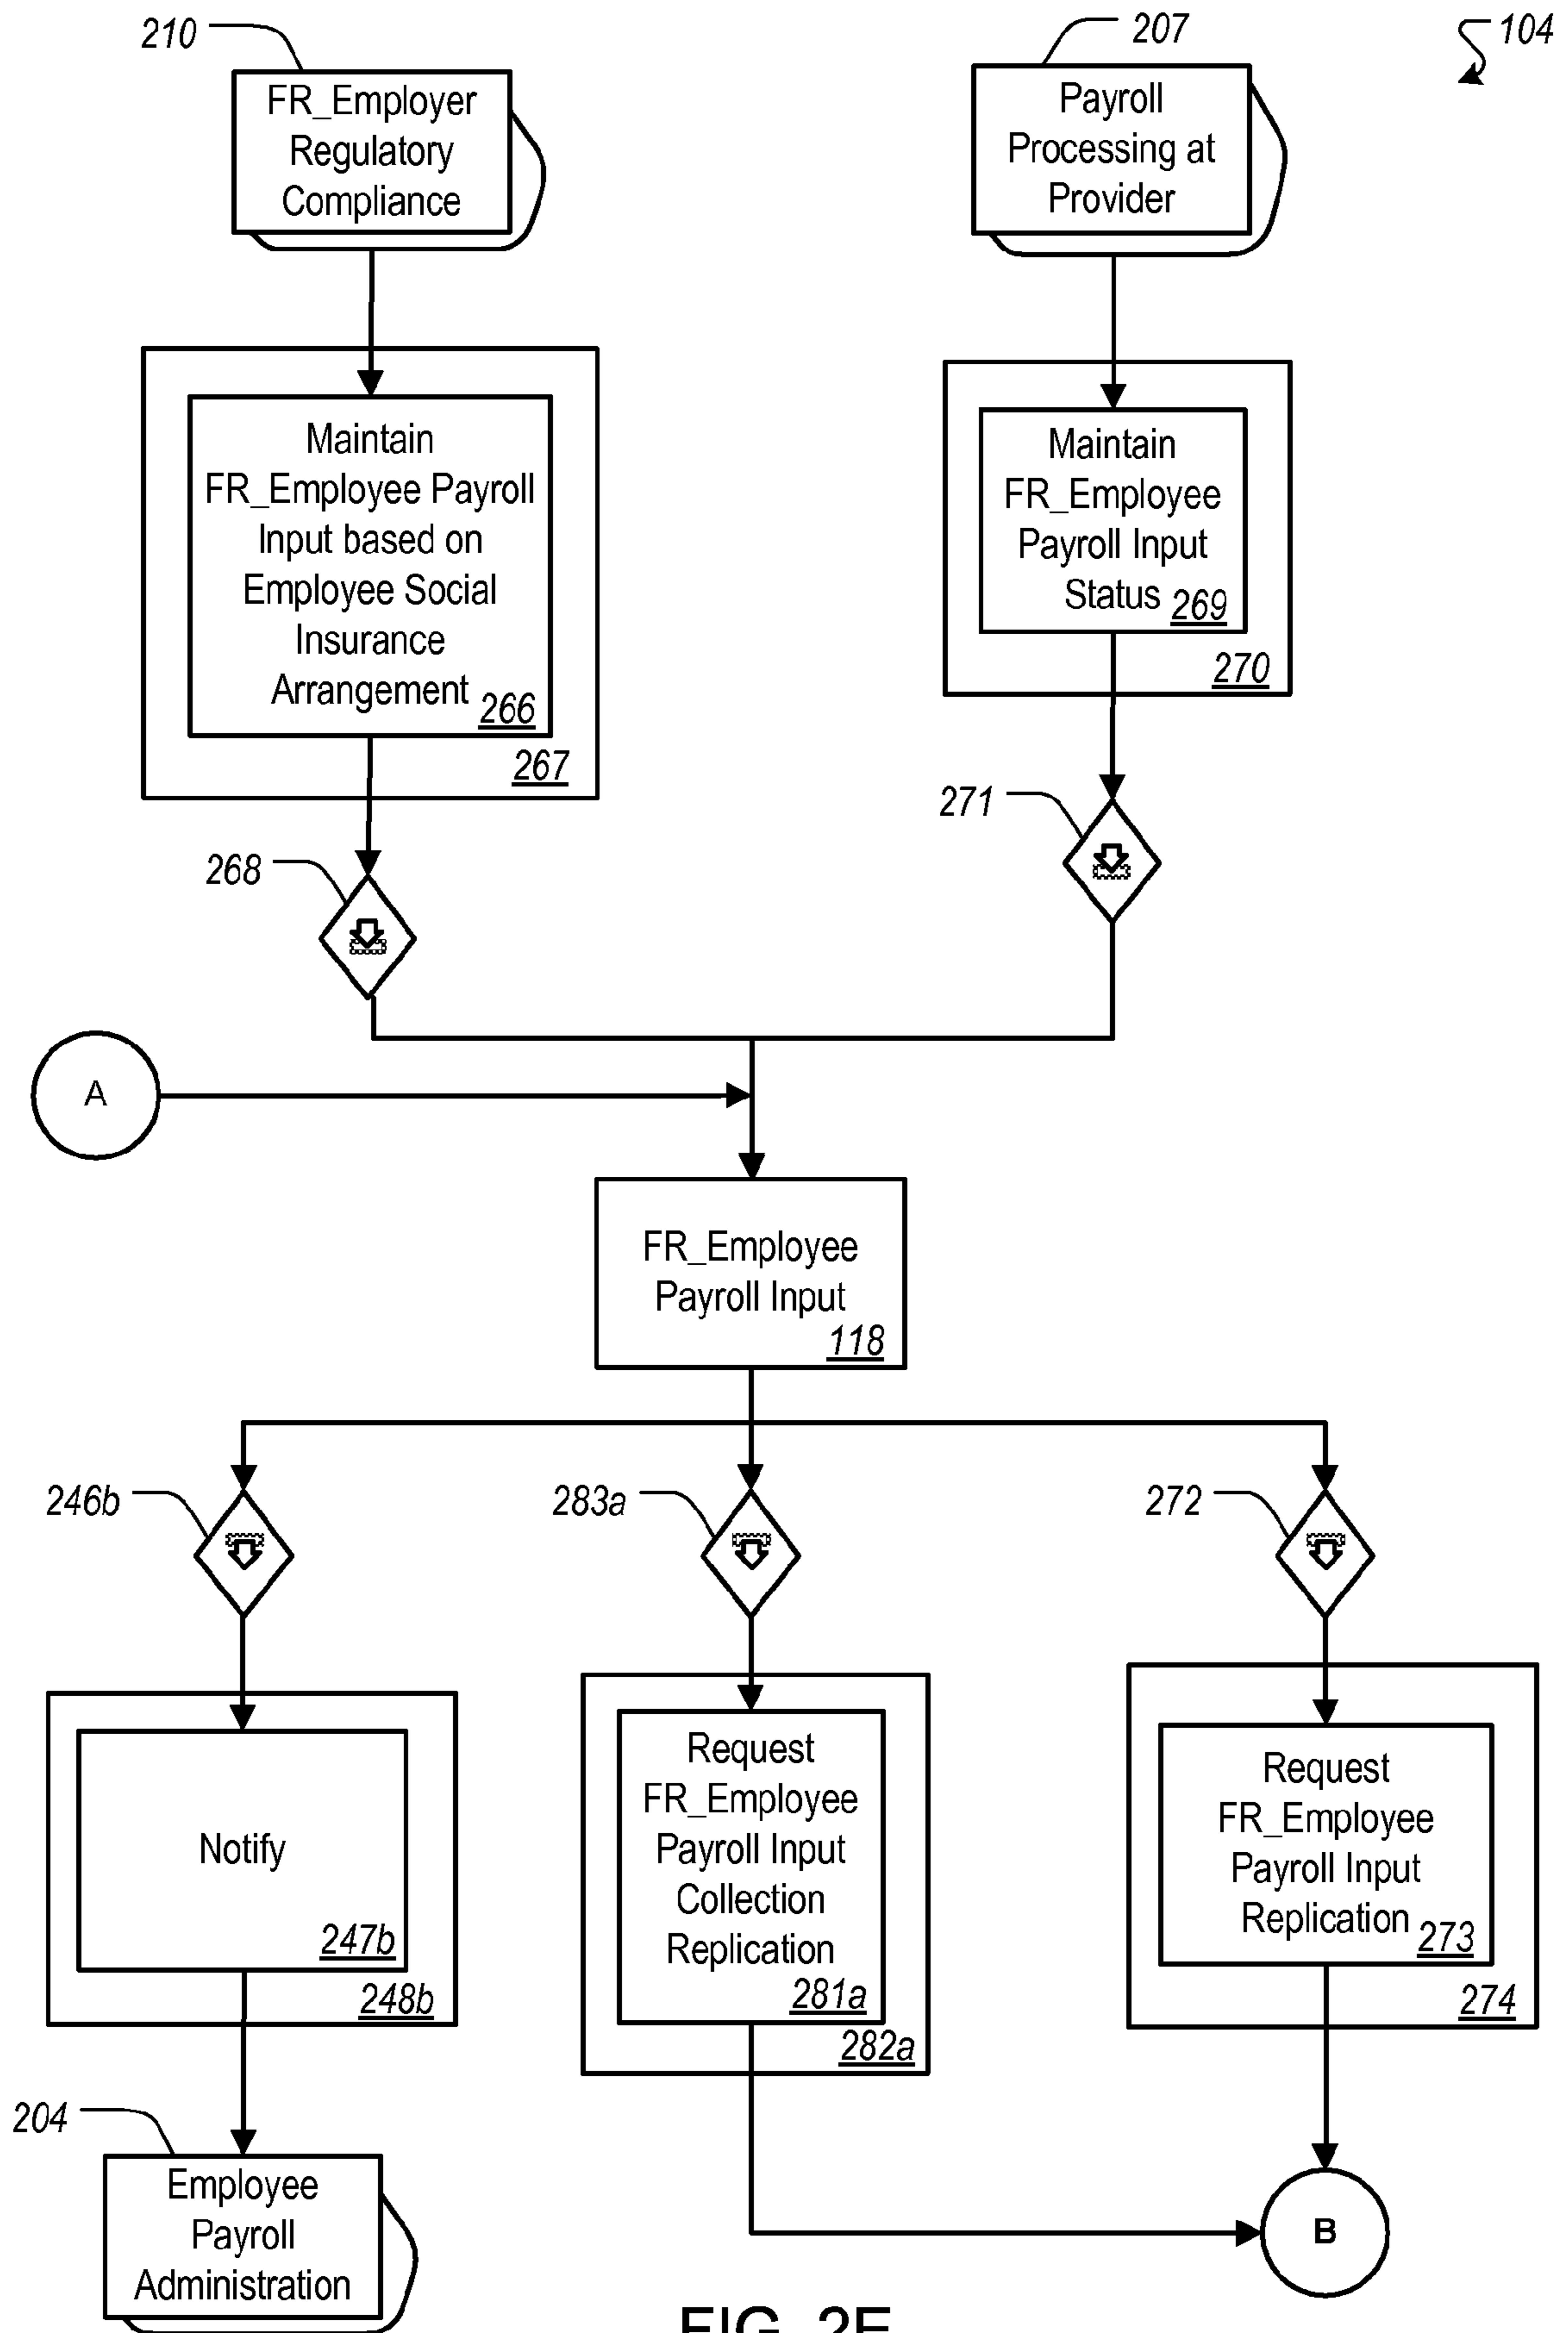 210
207
104
FR_Employer
Regulatory
Compliance
Payroll
Processing at
Provider
Maintain
FR_Employee Payroll
Input based on
Employee Social
Insurance
Arrangement 266
267
Maintain
FR_Employee
Payroll Input
Status 269
270
268
271
A
FR_Employee
Payroll Input
118
246b
283a
272
Notify
247b
248b
Request
FR_Employee
Payroll Input
Collection
Replication
281a
282a
Request
FR_Employee
Payroll Input
Replication 273
274
204
Employee
Payroll
Administration
B
FIG. 2E